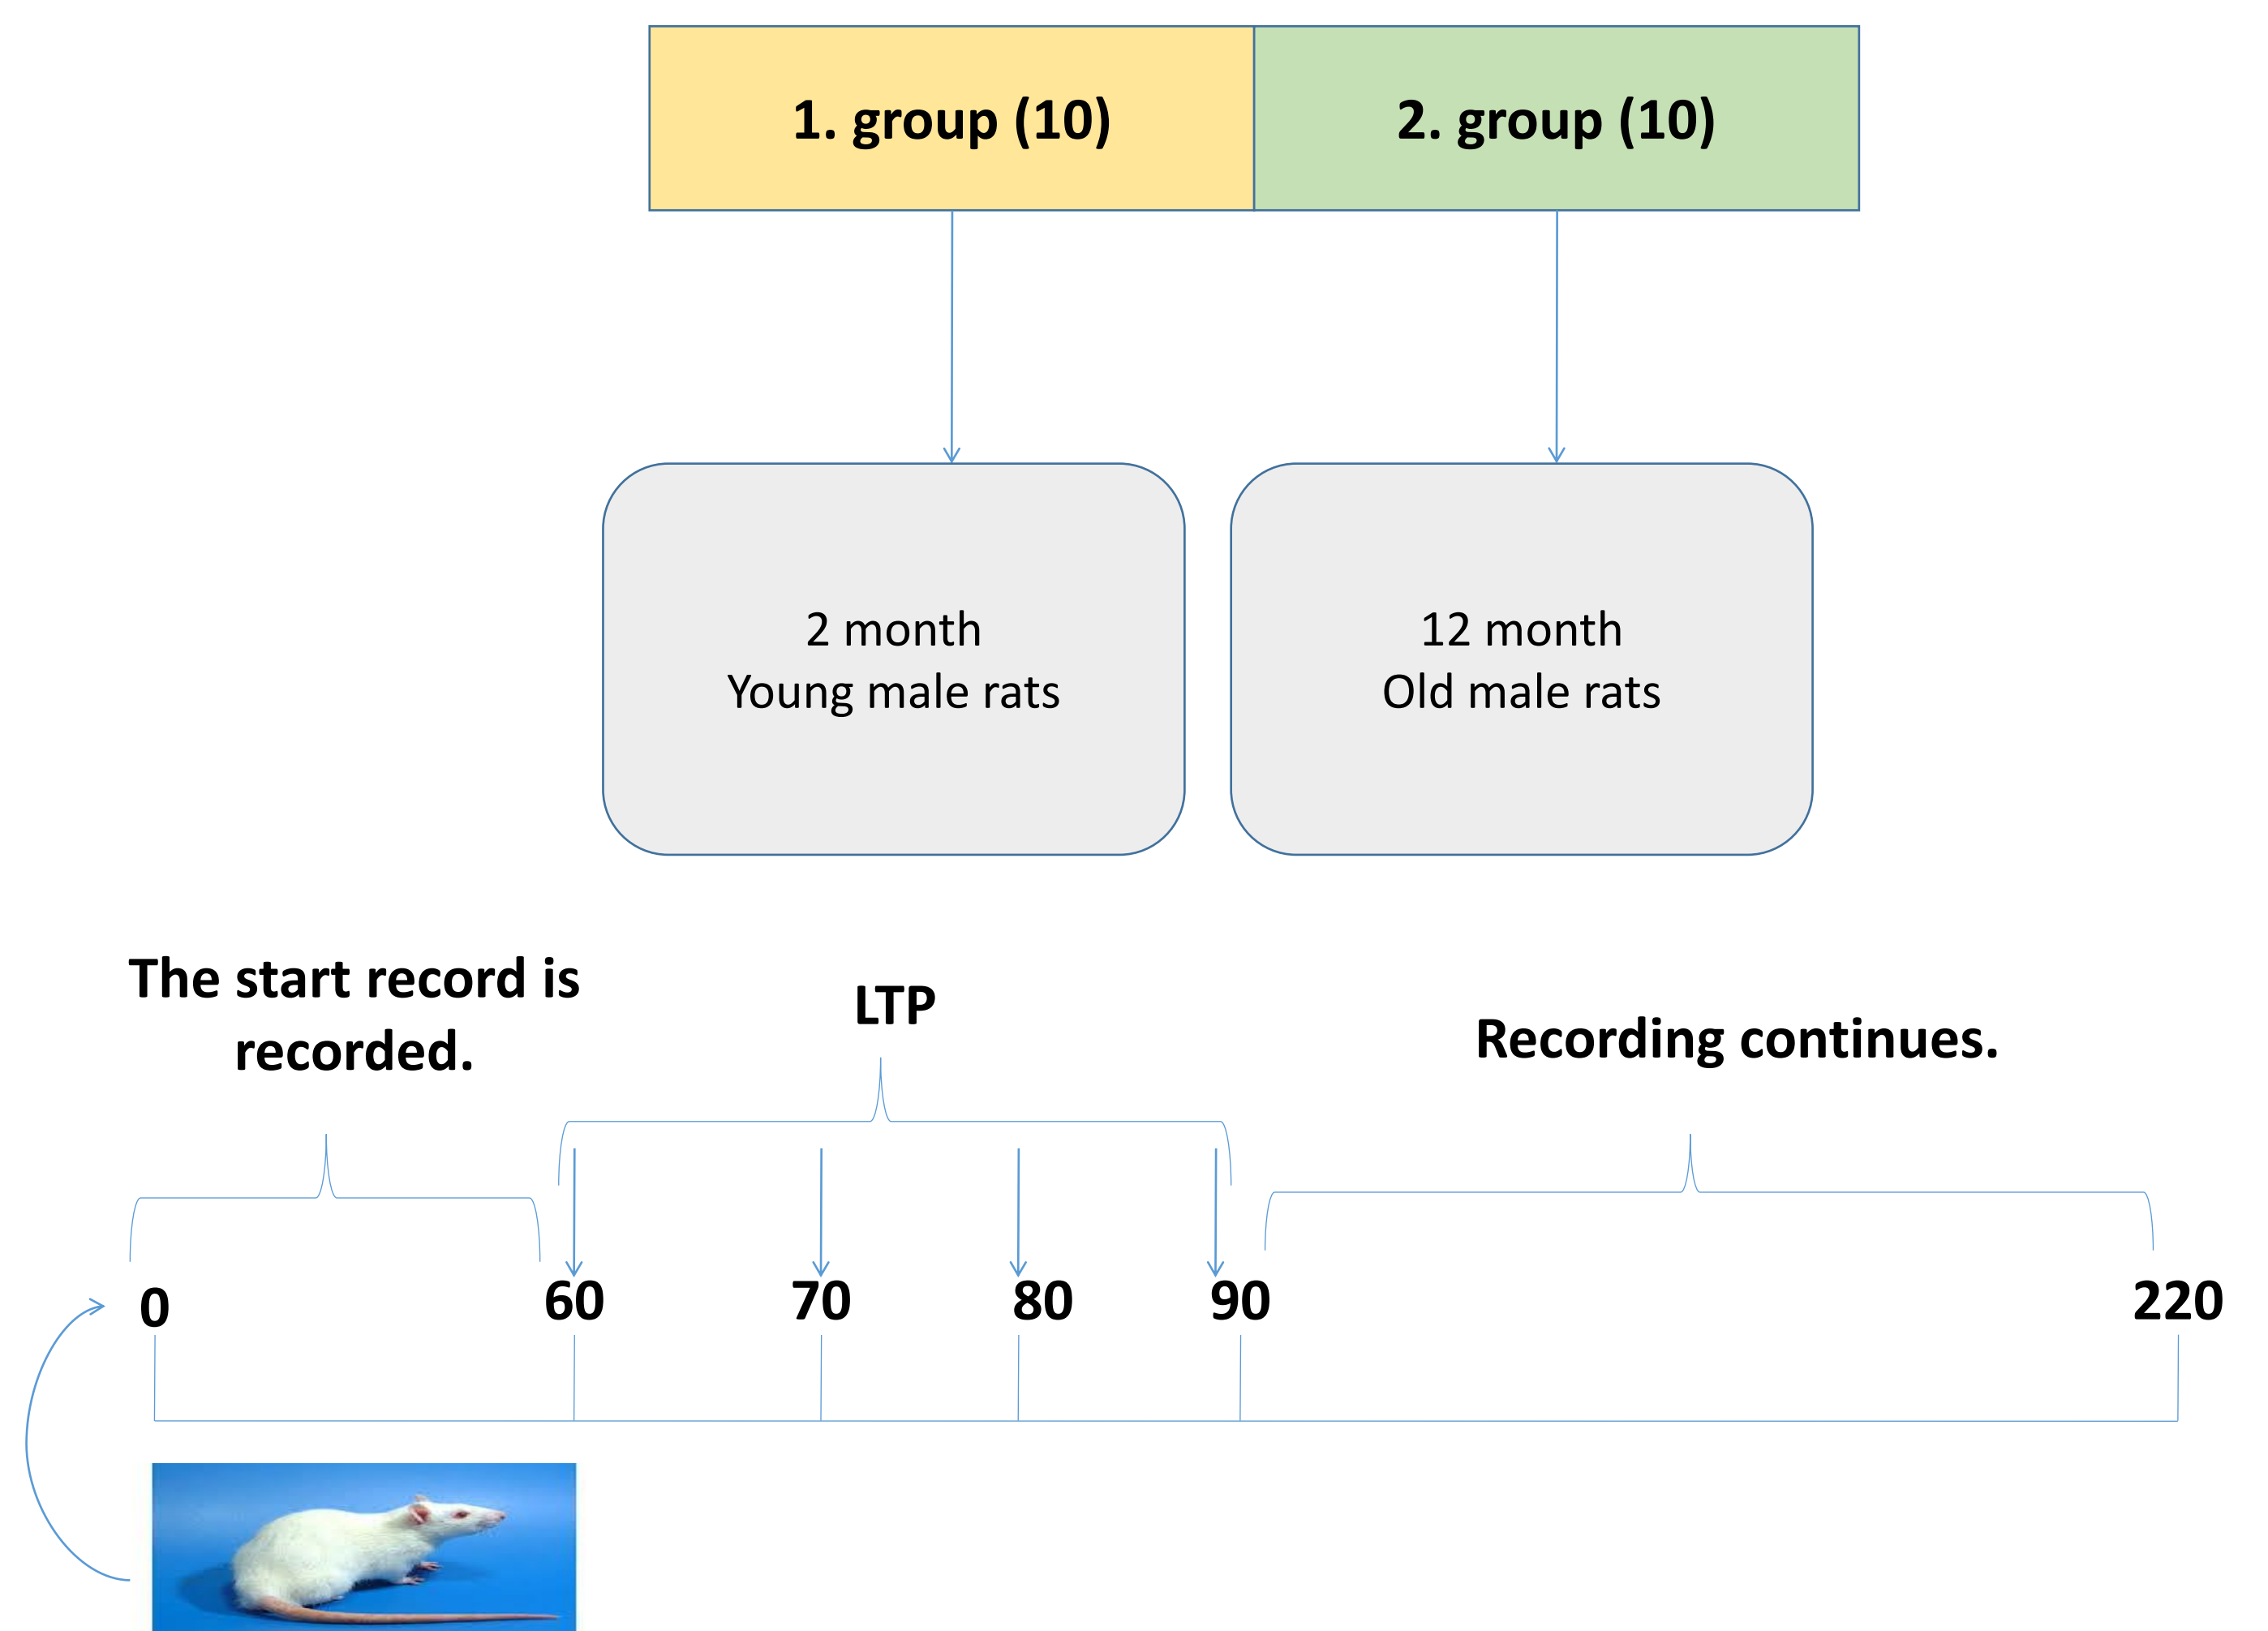 1. group (10)
2. group (10)
2 month
Young male rats
12 month
Old male rats
The start record is
recorded.
LTP
Recording continues.
0
60
70
80
90
220